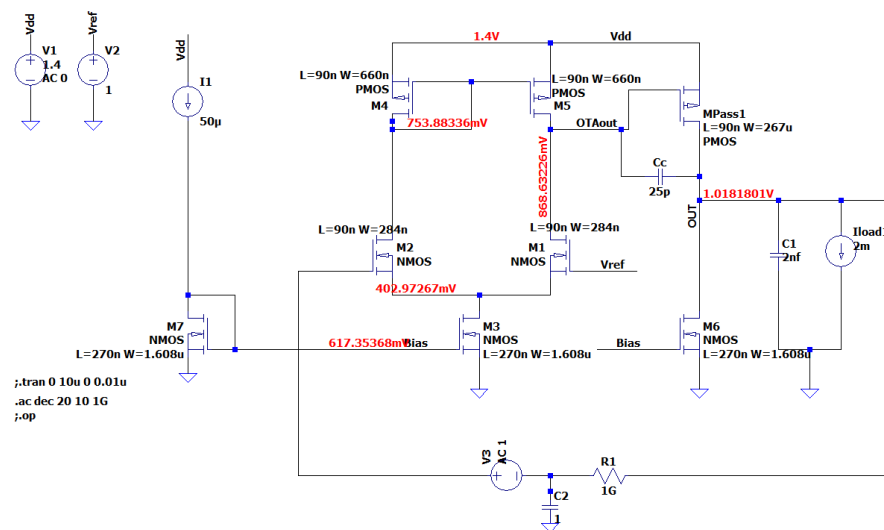 Vdd
V1
1.4
AC 0
Vref
V2
1
Vdd
I1
50µ
1.4V
Vdd
L=90n W=660n
PMOS
M4
L=90n W=660n
PMOS
M5
753.88336mV
OTAout
MPass1
L=90n W=267u
PMOS
Cc
25p
868.63226mV
1.0181801V
OUT
L=90n W=284n
M2
NMOS
L=90n W=284n
M1
NMOS
Vref
402.97267mV
C1
2nf
Iload1
2m
M7
NMOS
L=270n W=1.608u
617.35368mV
Bias
M3
NMOS
L=270n W=1.608u
Bias
M6
NMOS
L=270n W=1.608u
;.tran 0 10u 0 0.01u
.ac dec 20 10 1G
;.op
V3
AC 1
R1
1G
C2
1